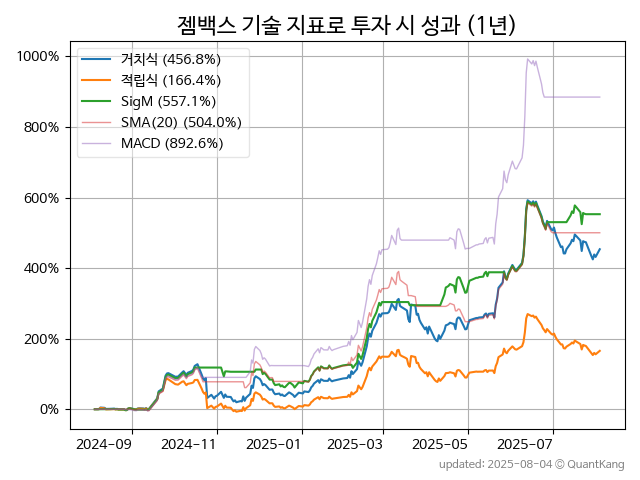 젬백스 기술 지표로 투자 시 성과 (1년)
1000%
800%
600%
400%
200%
0%
거치식 (456.8%)
적립식 (166.4%)
SigM (557.1%)
SMA(20) (504.0%)
MACD (892.6%)
2024-09 2024-11 2025-01 2025-03 2025-05 2025-07
updated: 2025-08-04 © QuantKang